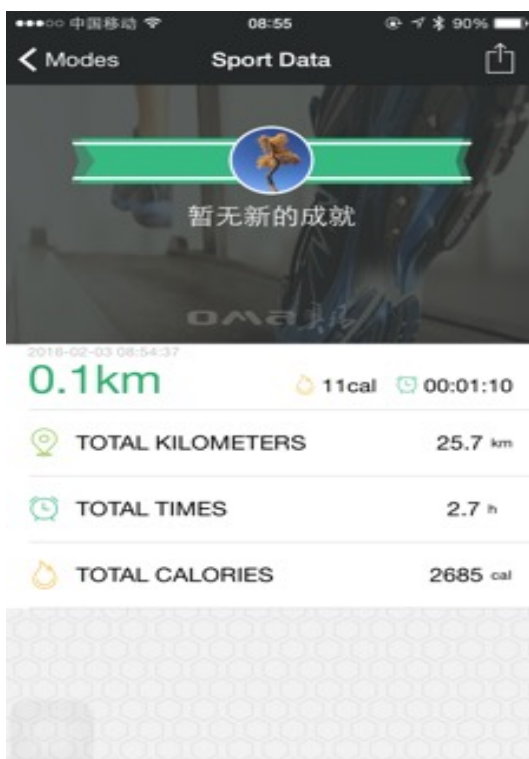 中国移动 08:55 90%
Modes Sport Data
暂无新的成就
oma
2016-02-03 08:54:37
0.1km 11cal 00:01:10
TOTAL KILOMETERS 25.7 km
TOTAL TIMES 2.7 h
TOTAL CALORIES 2685 cal